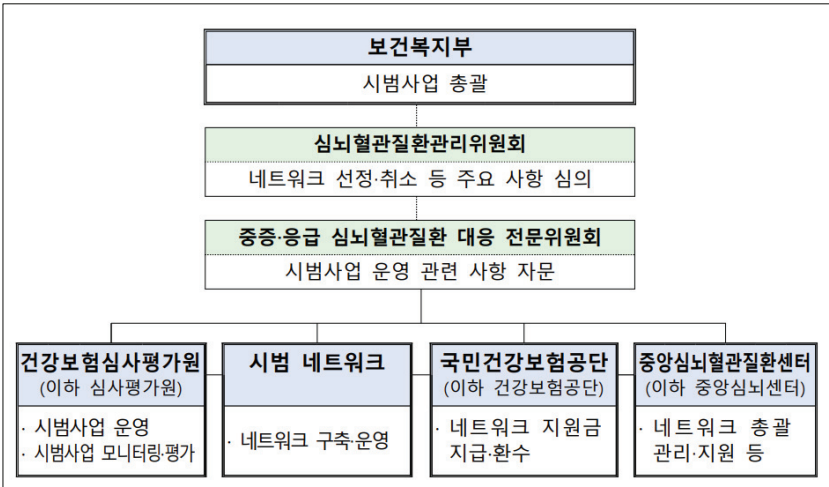 보건복지부
시범사업 총괄
심뇌혈관질환관리위원회
네트워크 선정·취소 등 주요 사항 심의
중증·응급 심뇌혈관질환 대응 전문위원회
시범사업 운영 관련 사항 자문
건강보험심사평가원
(이하 심사평가원)
· 시범사업 운영
· 시범사업 모니터링·평가
시범 네트워크
· 네트워크 구축·운영
국민건강보험공단
(이하 건강보험공단)
· 네트워크 지원금
지급·환수
중앙심뇌혈관질환센터
(이하 중앙심뇌센터)
· 네트워크 총괄
관리·지원 등